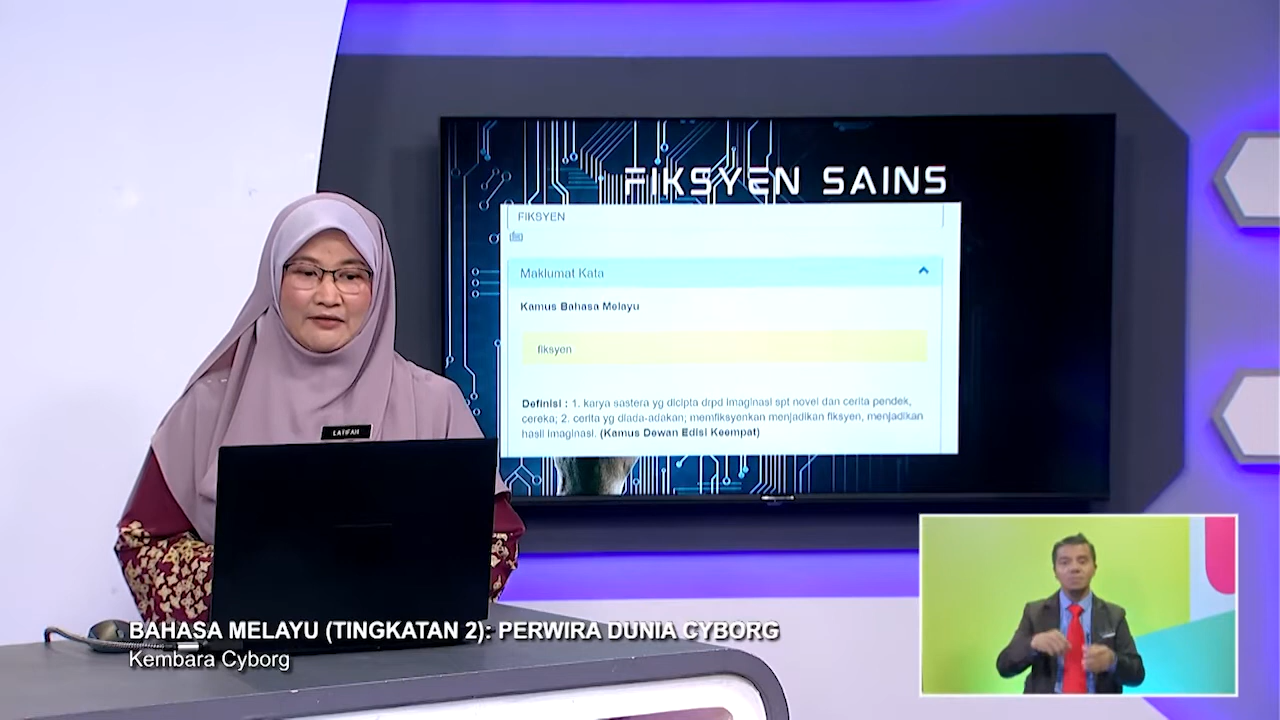 FIKSYEN SAINS
FIKSYEN
Maklumat Kata
Kamus Bahasa Melayu
fiksyen
Definisi : 1. karya sastera yg dicipta drpd imaginasi spt novel dan cerita pendek,
cereka; 2. cerita yg diada-adakan; memfiksyenkan menjadikan fiksyen, menjadikan
hasil imaginasi. (Kamus Dewan Edisi Keempat)
LATIFAH
BAHASA MELAYU (TINGKATAN 2): PERWIRA DUNIA CYBORG
Kembara Cyborg